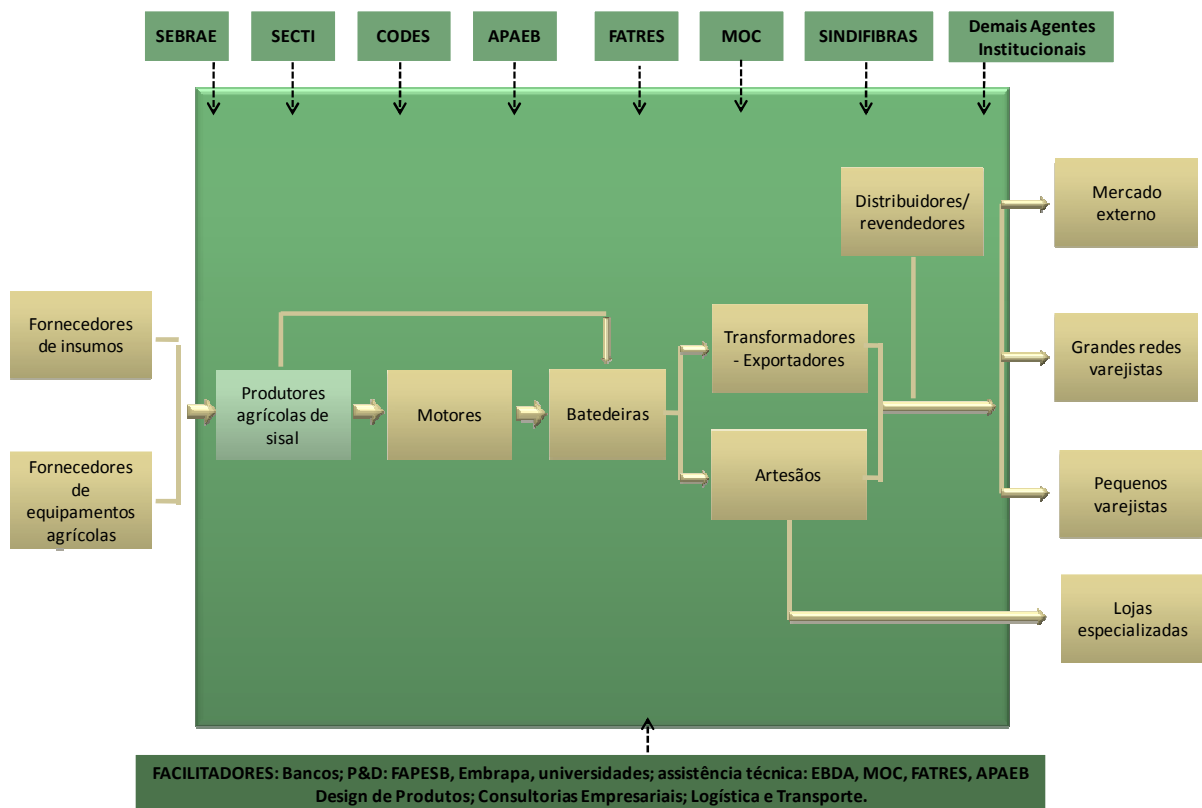 SEBRAE
SECTI
CODES
APAEB
FATRES
MOC
SINDIFIBRAS
Demais Agentes
Institucionais
Distribuidores/
revendedores
Mercado
externo
Fornecedores
de insumos
Transformadores
- Exportadores
Grandes redes
varejistas
Produtores
agrícolas de
sisal
Motores
Batedeiras
Fornecedores
de
equipamentos
agrícolas
Artesãos
Pequenos
varejistas
Lojas
especializadas
FACILITADORES: Bancos; P&D: FAPESB, Embrapa, universidades; assistência técnica: EBDA, MOC, FATRES, APAEB
Design de Produtos; Consultorias Empresariais; Logística e Transporte.